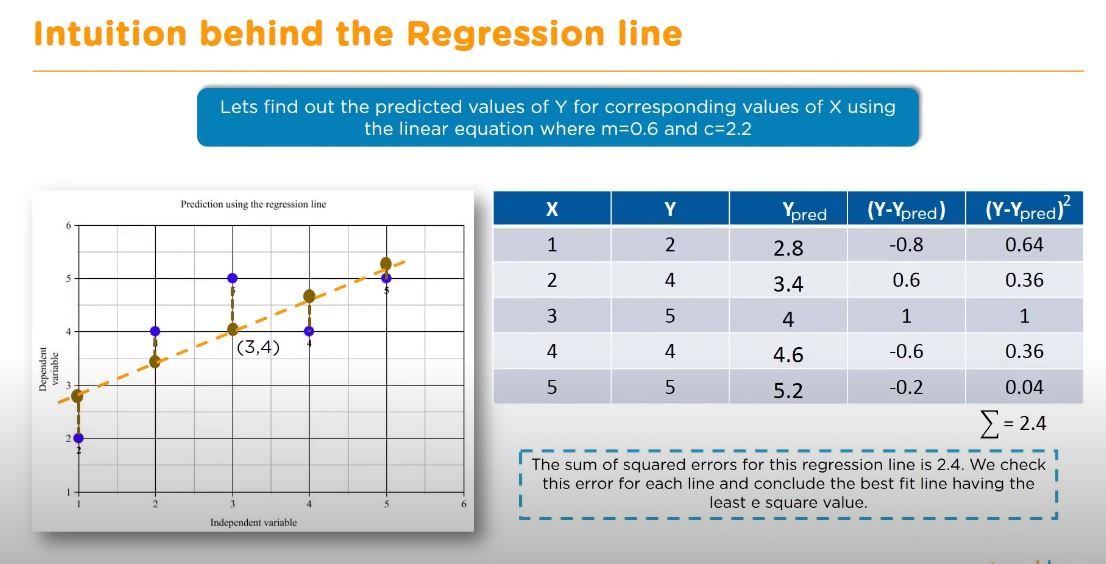 Intuition behind the Regression line
Lets find out the predicted values of Y for corresponding values of X using
the linear equation where m=0.6 and c=2.2
Prediction using the regression line
6
5
4
3
2
1
Dependent
variable
(3,4)
2
4
5
1 2 3 4 5 6
Independent variable
X Y Ypred (Y-Ypred) (Y-Ypred)²
1 2 2.8 -0.8 0.64
2 4 3.4 0.6 0.36
3 5 4 1 1
4 4 4.6 -0.6 0.36
5 5 5.2 -0.2 0.04
∑ = 2.4
The sum of squared errors for this regression line is 2.4. We check
this error for each line and conclude the best fit line having the
least e square value.